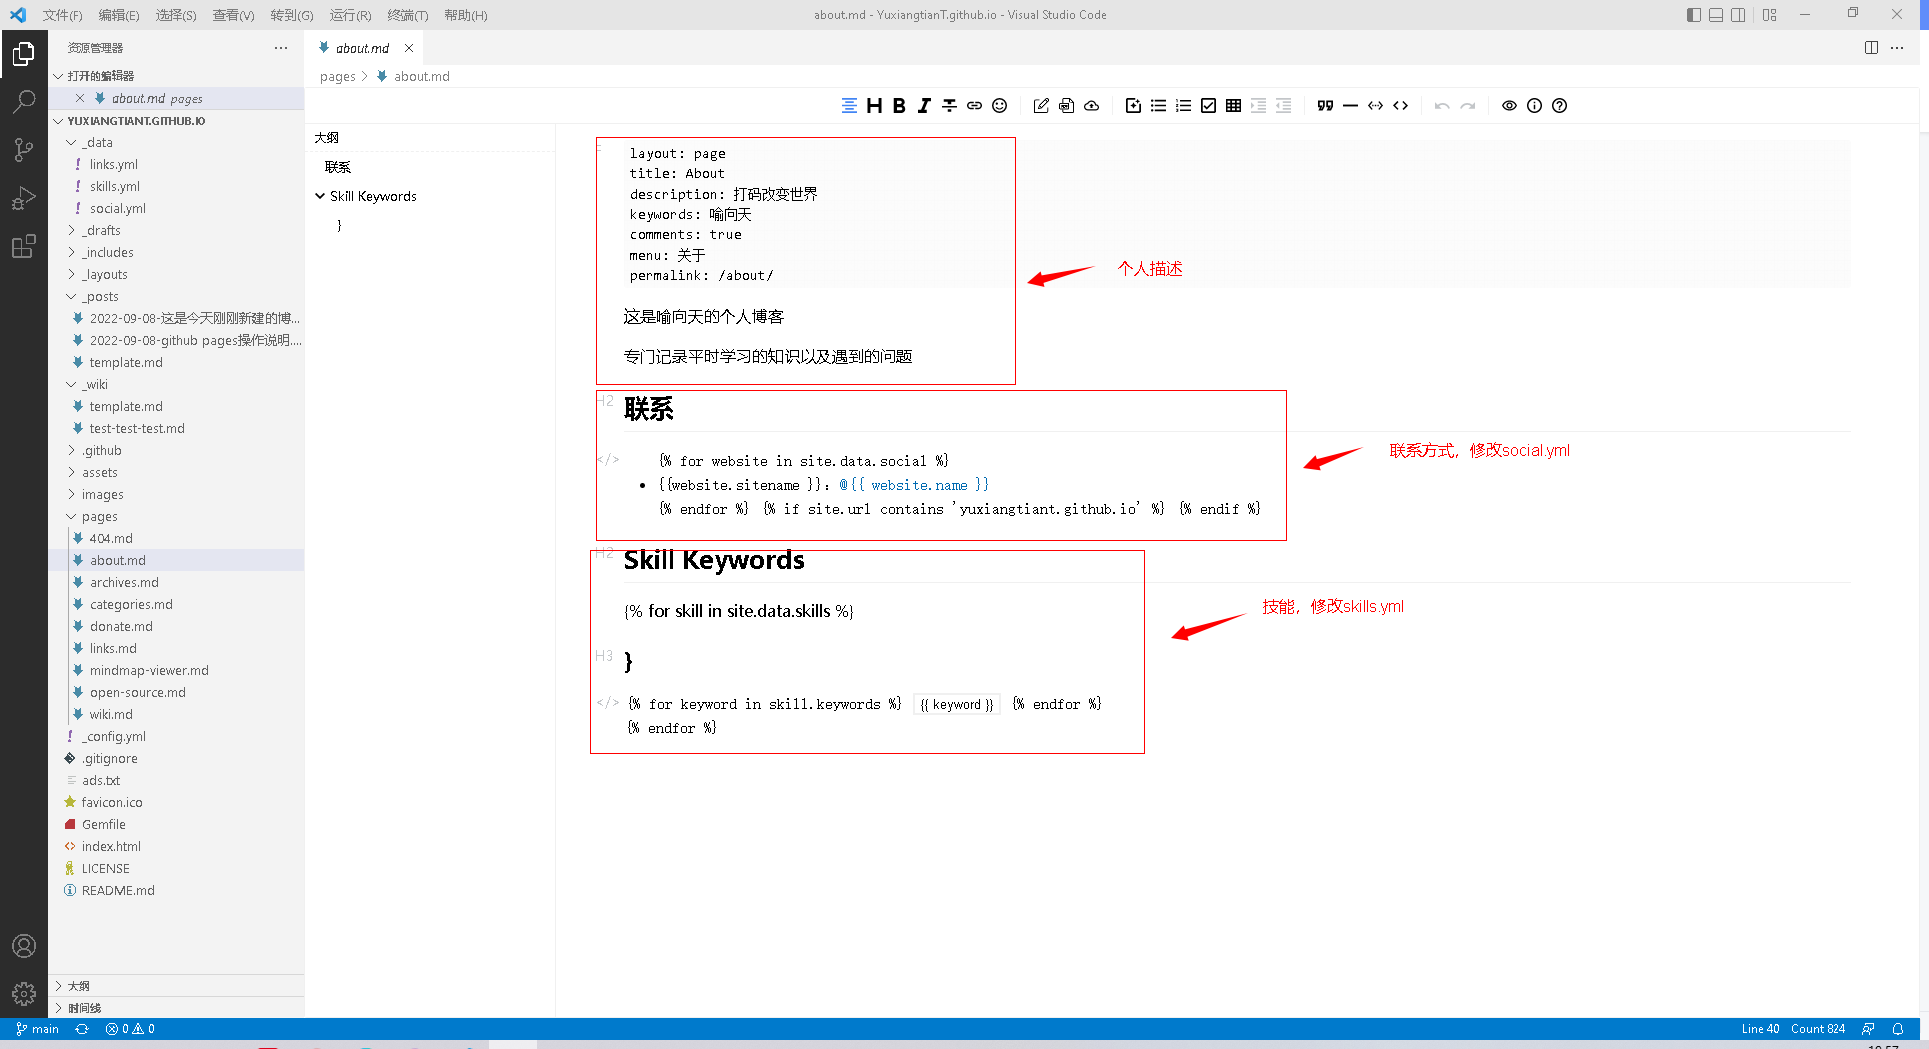 文件(F) 编辑(E) 选择(S) 查看(V) 转到(G) 运行(R) 终端(T) 帮助(H)
about.md - YuxiangtianT.github.io - Visual Studio Code
资源管理器
打开的编辑器
about.md pages
YUXIANGTIANT.GITHUB.IO
_data
links.yml
skills.yml
social.yml
_drafts
_includes
_layouts
_posts
2022-09-08-这是今天刚刚新建的博...
2022-09-08-github pages操作说明....
template.md
_wiki
template.md
test-test-test.md
.github
assets
images
pages
404.md
about.md
archives.md
categories.md
donate.md
links.md
mindmap-viewer.md
open-source.md
wiki.md
_config.yml
.gitignore
ads.txt
favicon.ico
Gemfile
index.html
LICENSE
README.md
大纲
时间线
about.md
pages > about.md
大纲
联系
Skill Keywords
}
layout: page
title: About
description: 打码改变世界
keywords: 喻向天
comments: true
menu: 关于
permalink: /about/
个人描述
这是喻向天的个人博客
专门记录平时学习的知识以及遇到的问题
H2 联系
</> {% for website in site.data.social %}
• {{website.sitename }}: @{{ website.name }}
{% endfor %} {% if site.url contains 'yuxiangtiant.github.io' %} {% endif %}
联系方式，修改social.yml
H2 Skill Keywords
{% for skill in site.data.skills %}
技能，修改skills.yml
H3 }
</> {% for keyword in skill.keywords %} {{ keyword }} {% endfor %}
{% endfor %}
main 0 0 Line 40 Count 824